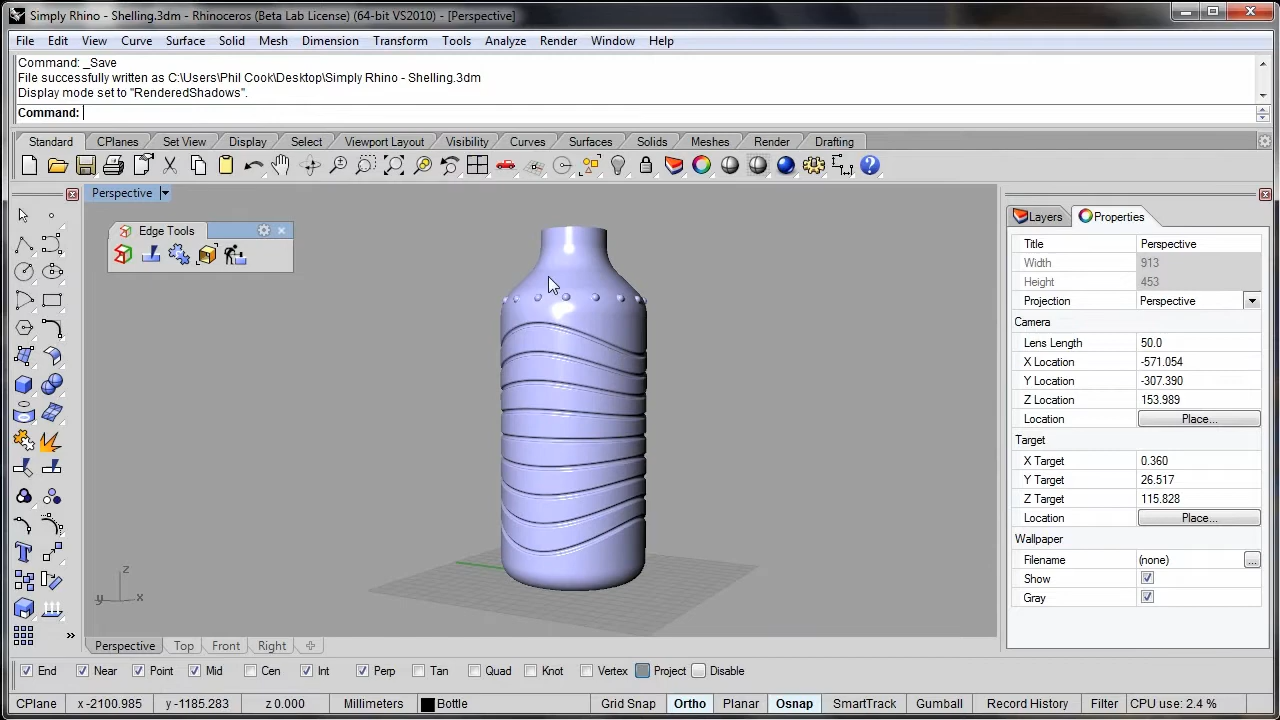 Simply Rhino - Shelling.3dm - Rhinoceros (Beta Lab License) (64-bit VS2010) - [Perspective]
File Edit View Curve Surface Solid Mesh Dimension Transform Tools Analyze Render Window Help
Command: _Save
File successfully written as C:\Users\Phil Cook\Desktop\Simply Rhino - Shelling.3dm
Display mode set to "RenderedShadows".
Command:
Standard CPlanes Set View Display Select Viewport Layout Visibility Curves Surfaces Solids Meshes Render Drafting
Perspective
Edge Tools
Layers Properties
Title Perspective
Width 913
Height 453
Projection Perspective
Camera
Lens Length 50.0
X Location -571.054
Y Location -307.390
Z Location 153.989
Location Place...
Target
X Target 0.360
Y Target 26.517
Z Target 115.828
Location Place...
Wallpaper
Filename (none) ...
Show
Gray
z
y x
Perspective Top Front Right
End Near Point Mid Cen Int Perp Tan Quad Knot Vertex Project Disable
CPlane x -2100.985 y -1185.283 z 0.000 Millimeters Bottle Grid Snap Ortho Planar Osnap SmartTrack Gumball Record History Filter CPU use: 2.4 %